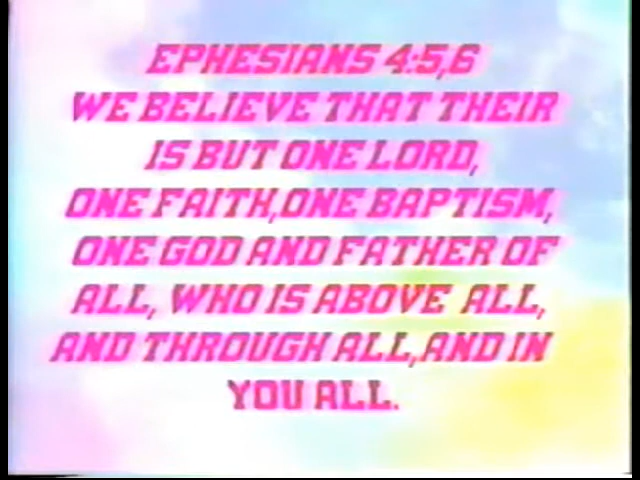 EPHESIANS 4:5,6
WE BELIEVE THAT THEIR
IS BUT ONE LORD,
ONE FAITH,ONE BAPTISM,
ONE GOD AND FATHER OF
ALL, WHO IS ABOVE ALL,
AND THROUGH ALL,AND IN
YOU ALL.